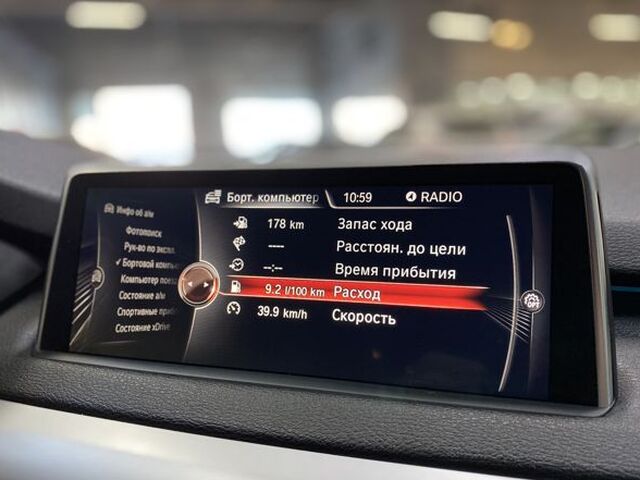 Борт. компьютер 10:59 RADIO
Инфо об а/м
Фотопоиск
Рук-во по экспл.
Бортовой компью
Компьютер поезд
Состояние а/м
Спортивные приб
Состояние xDrive
178 km Запас хода
---- Расстоян. до цели
--:-- Время прибытия
9.2 l/100 km Расход
39.9 km/h Скорость
OPT